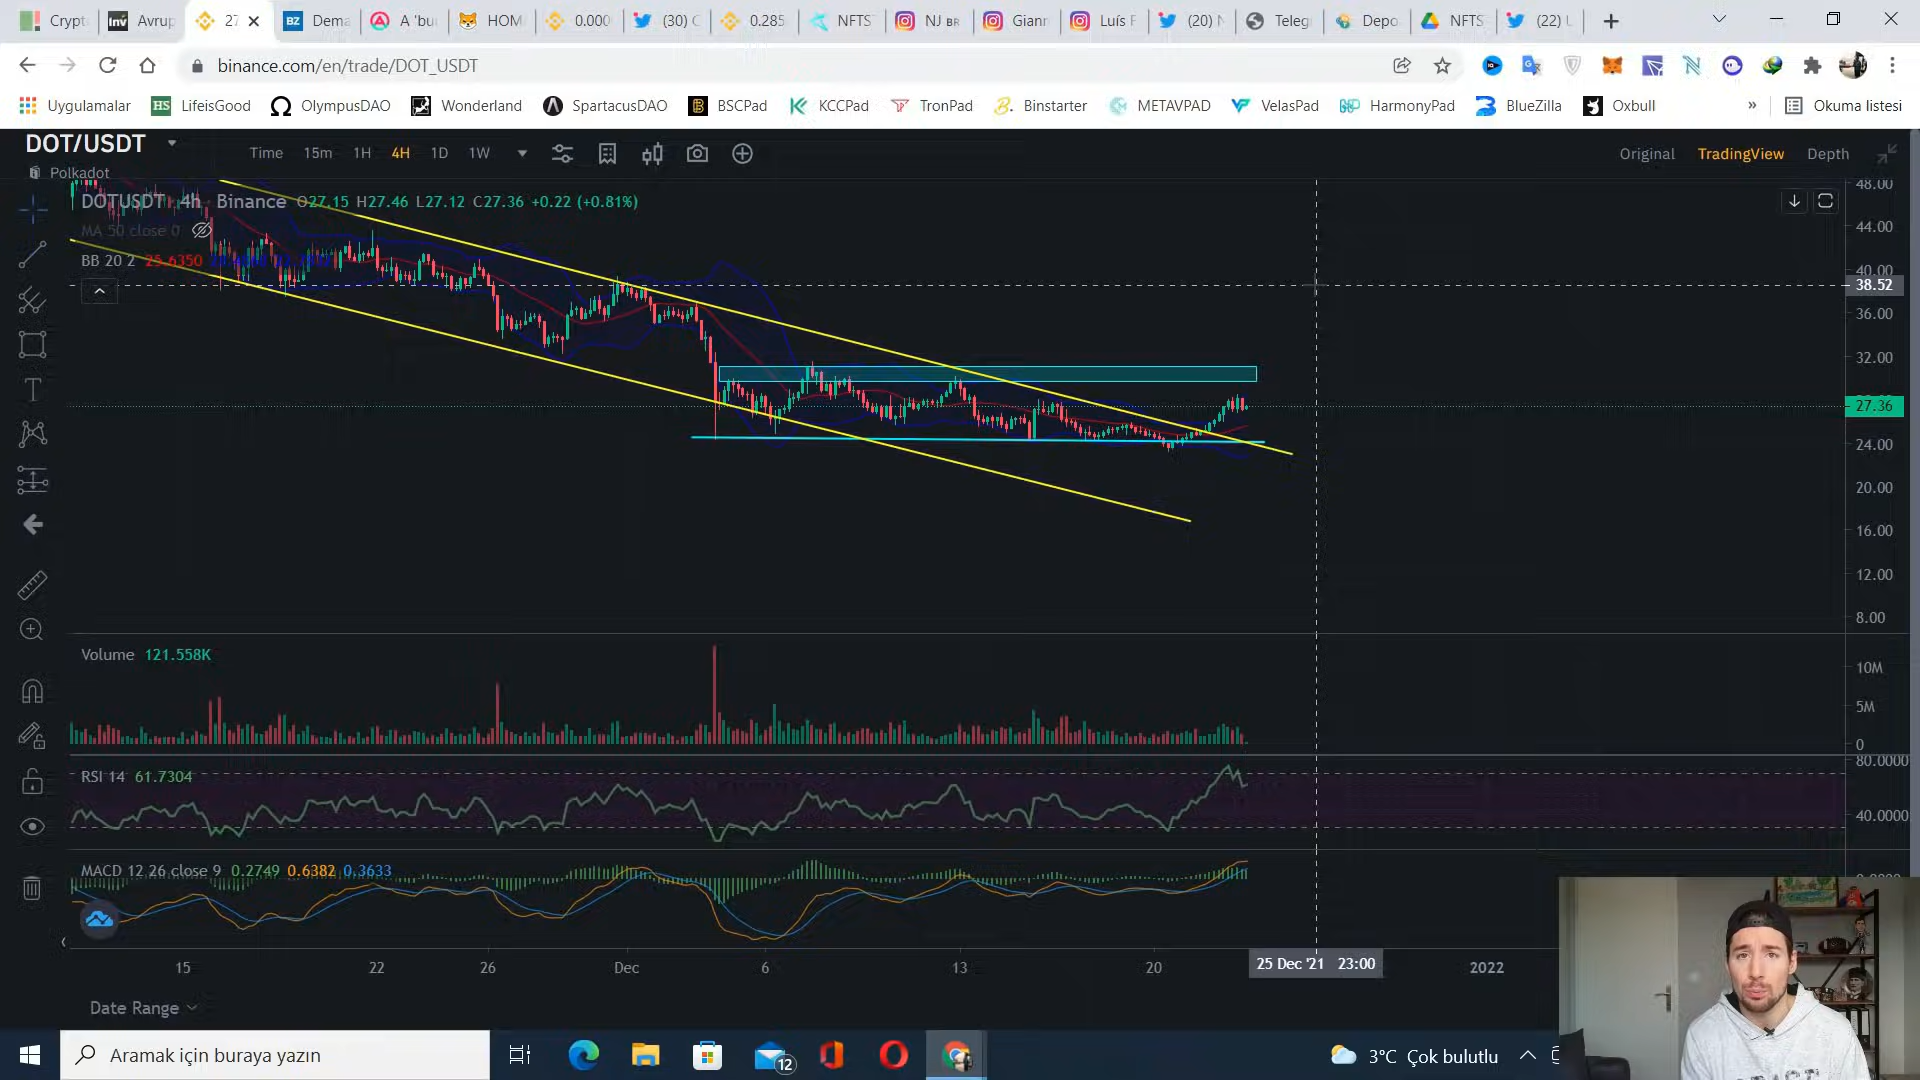 Crypt
Avrup
27
Dema
A 'bu
HOM
0.000
(30) C
0.285
NFTS
NJ BR
Giann
Luís F
(20) N
Teleg
Depo
NFTS
(22) U
binance.com/en/trade/DOT_USDT
Uygulamalar
LifeisGood
OlympusDAO
Wonderland
SpartacusDAO
BSCPad
KCCPad
TronPad
Binstarter
METAVPAD
VelasPad
HarmonyPad
BlueZilla
Oxbull
»
Okuma listesi
DOT/USDT
Polkadot
Time 15m 1H 4H 1D 1W
Original TradingView Depth
DOTUSDT 4h Binance O27.15 H27.46 L27.12 C27.36 +0.22 (+0.81%)
MA 50 close 0
BB 20 2 25.6350
48.00
44.00
40.00
38.52
36.00
32.00
27.36
24.00
20.00
16.00
12.00
8.00
Volume 121.558K
10M
5M
0
RSI 14 61.7304
80.0000
40.0000
MACD 12 26 close 9 0.2749 0.6382 0.3633
15 22 26 Dec 6 13 20 25 Dec '21 23:00 2022
Date Range
Aramak için buraya yazın
12
3°C Çok bulutlu